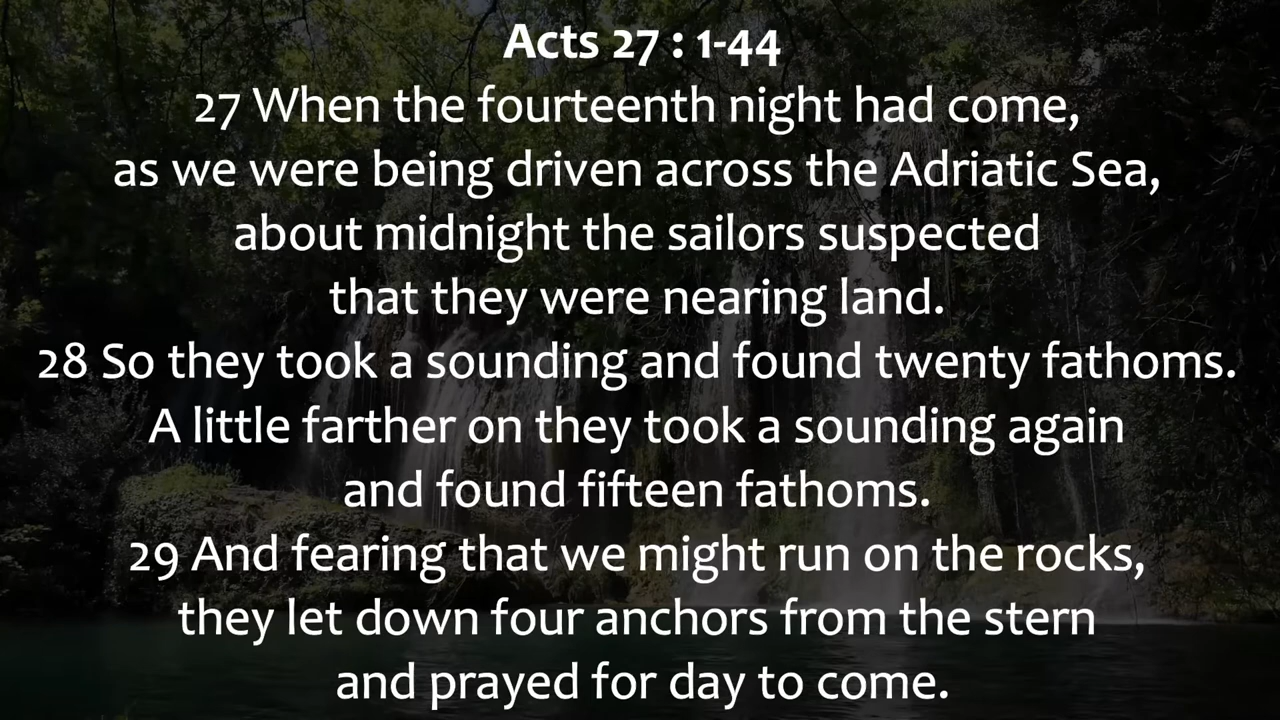 Acts 27 : 1-44
27 When the fourteenth night had come,
as we were being driven across the Adriatic Sea,
about midnight the sailors suspected
that they were nearing land.
28 So they took a sounding and found twenty fathoms.
A little farther on they took a sounding again
and found fifteen fathoms.
29 And fearing that we might run on the rocks,
they let down four anchors from the stern
and prayed for day to come.